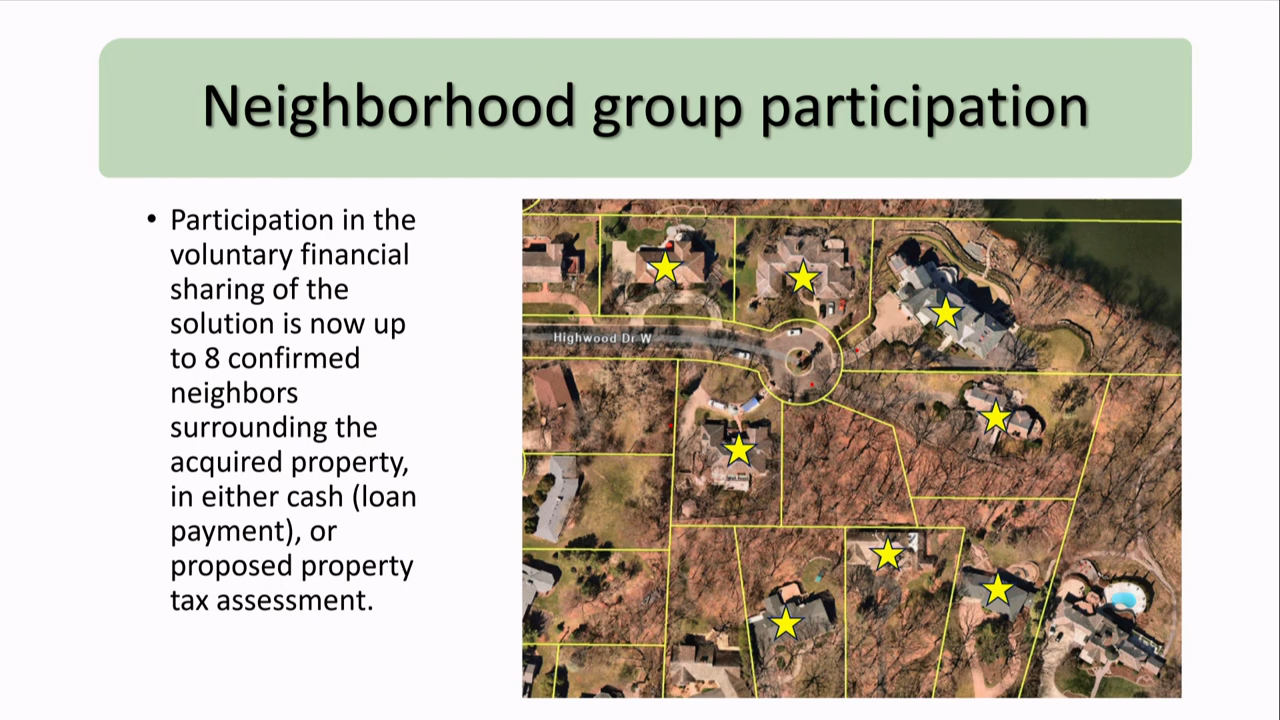 Neighborhood group participation
• Participation in the
voluntary financial
sharing of the
solution is now up
to 8 confirmed
neighbors
surrounding the
acquired property,
in either cash (loan
payment), or
proposed property
tax assessment.
Highwood Dr W